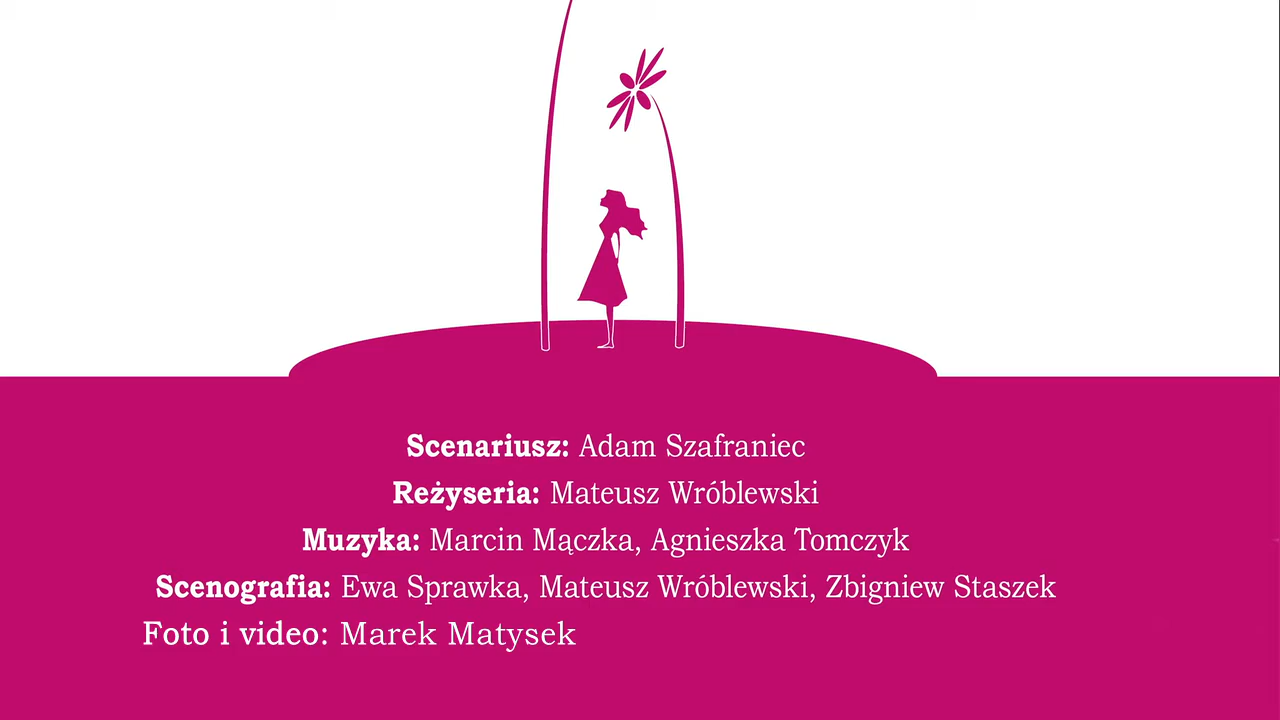 Scenariusz: Adam Szafraniec
Reżyseria: Mateusz Wróblewski
Muzyka: Marcin Mączka, Agnieszka Tomczyk
Scenografia: Ewa Sprawka, Mateusz Wróblewski, Zbigniew Staszek
Foto i video: Marek Matysek